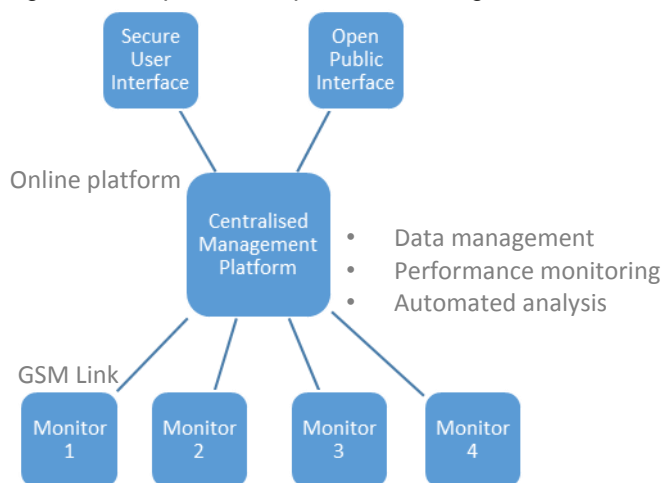 Secure
User
Interface
Open
Public
Interface
Online platform
Centralised
Management
Platform
• Data management
• Performance monitoring
• Automated analysis
GSM Link
Monitor
1
Monitor
2
Monitor
3
Monitor
4